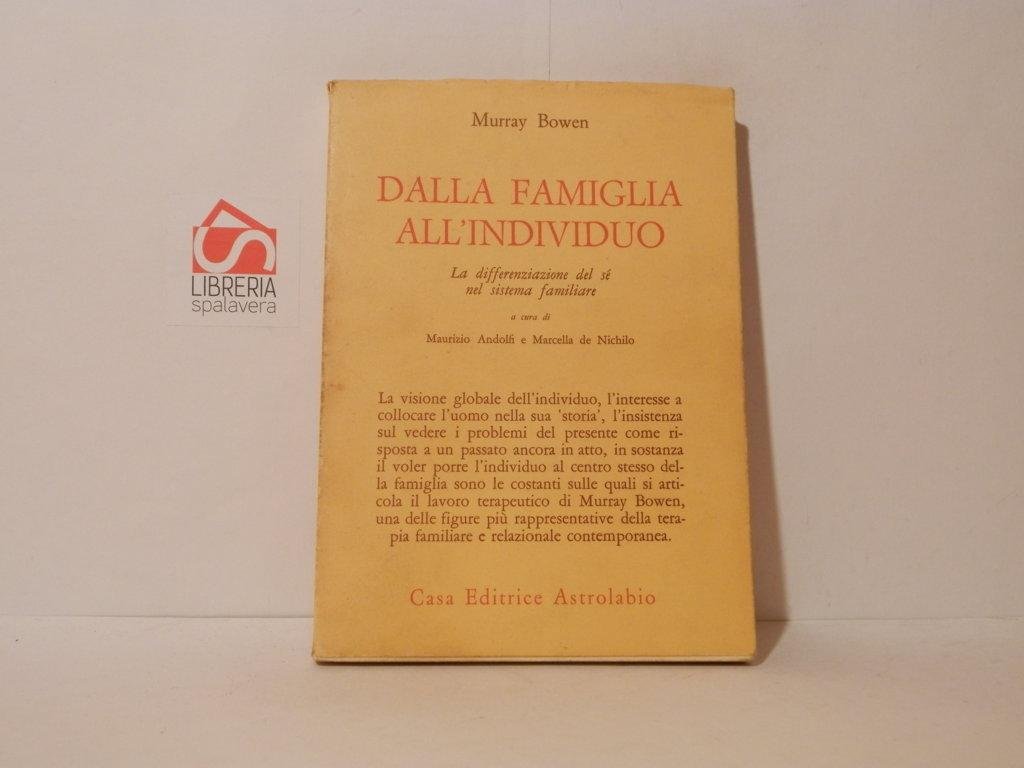 LIBRERIA
spalavera
Murray Bowen
DALLA FAMIGLIA
ALL'INDIVIDUO
La differenziazione del sé
nel sistema familiare
a cura di
Maurizio Andolfi e Marcella de Nichilo
La visione globale dell'individuo, l'interesse a
collocare l'uomo nella sua 'storia', l'insistenza
sul vedere i problemi del presente come ri-
sposta a un passato ancora in atto, in sostanza
il voler porre l'individuo al centro stesso del-
la famiglia sono le costanti sulle quali si arti-
cola il lavoro terapeutico di Murray Bowen,
una delle figure più rappresentative della tera-
pia familiare e relazionale contemporanea.
Casa Editrice Astrolabio